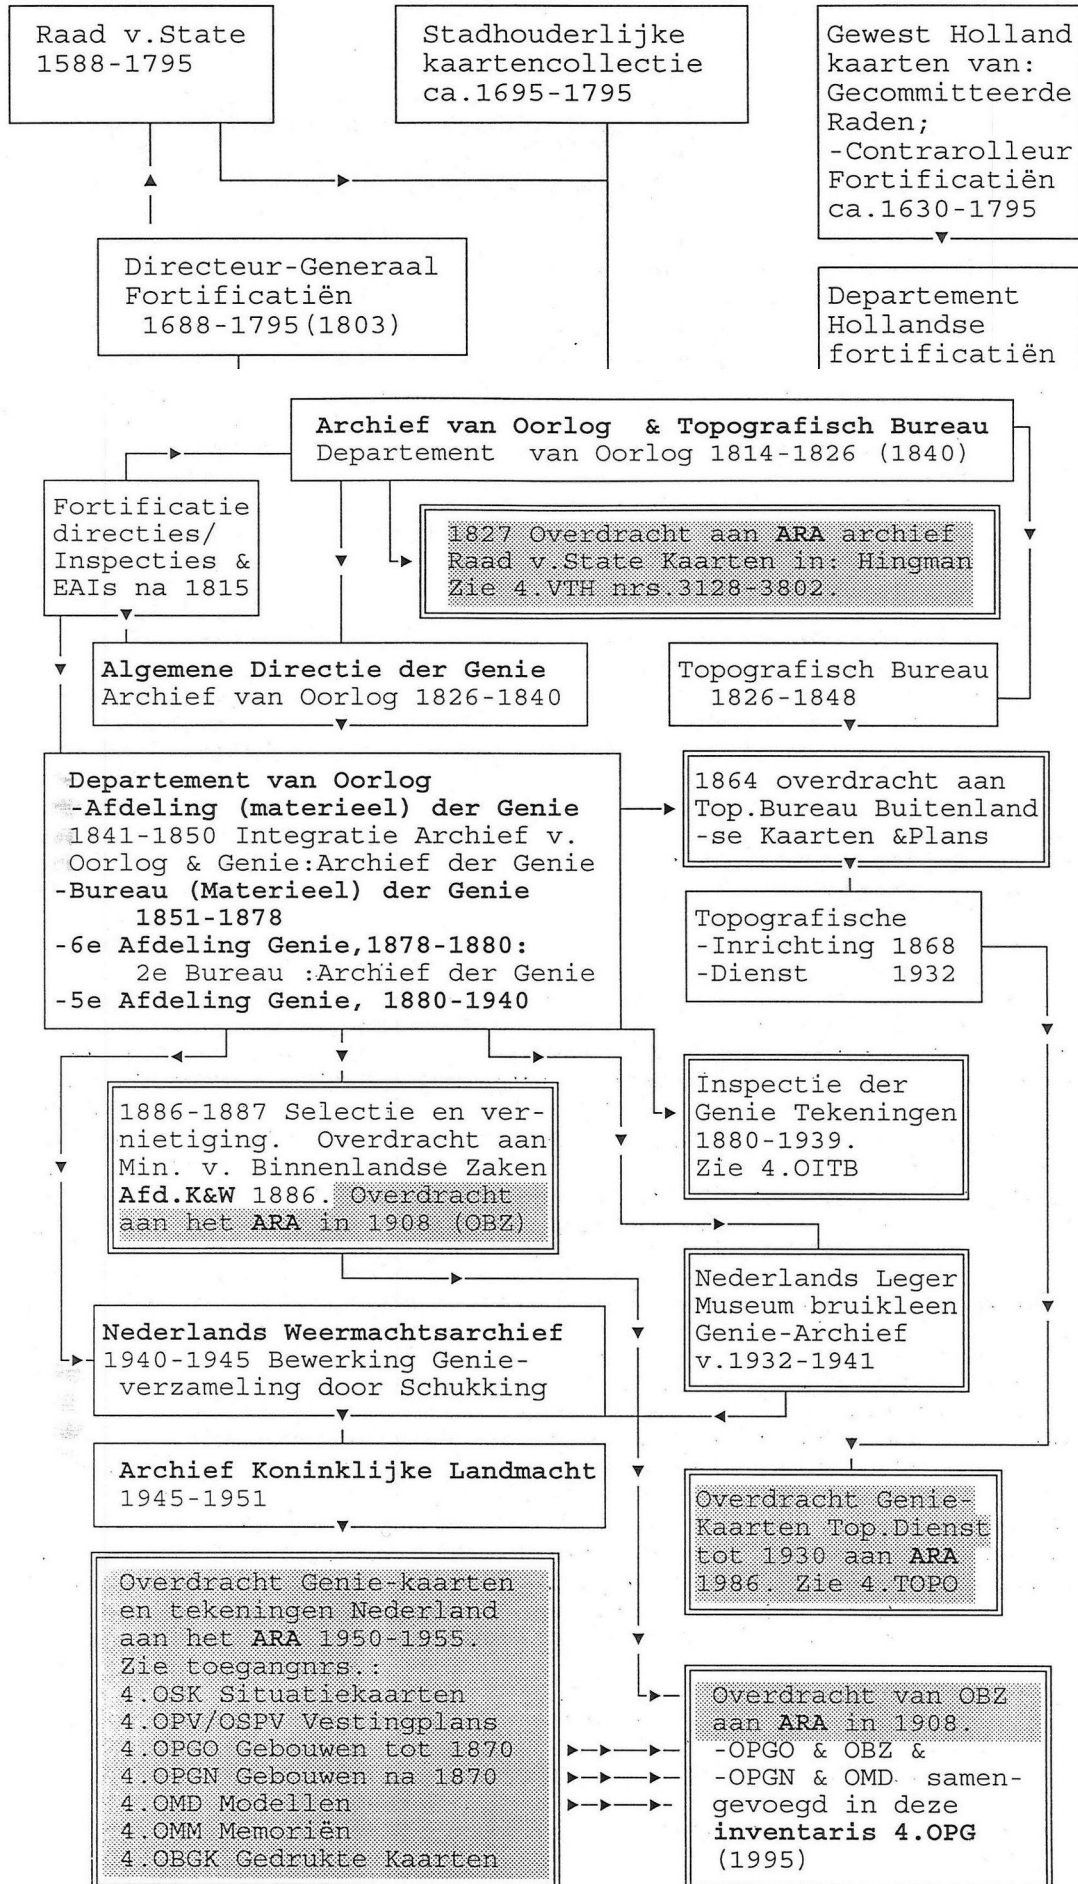 Raad v.State
1588-1795
Stadhouderlijke
kaartencollectie
ca.1695-1795
Gewest Holland
kaarten van:
Gecommitteerde
Raden;
-Contrarolleur
Fortificatiën
ca.1630-1795
Directeur-Generaal
Fortificatiën
1688-1795(1803)
Departement
Hollandse
fortificatiën
Archief van Oorlog & Topografisch Bureau
Departement van Oorlog 1814-1826 (1840)
Fortificatie
directies/
Inspecties &
EAIs na 1815
1827 Overdracht aan ARA archief
Raad v.State Kaarten in: Hingman
Zie 4.VTH nrs.3128-3802.
Algemene Directie der Genie
Archief van Oorlog 1826-1840
Topografisch Bureau
1826-1848
Departement van Oorlog
-Afdeling (materieel) der Genie
1841-1850 Integratie Archief v.
Oorlog & Genie:Archief der Genie
-Bureau (Materieel) der Genie
1851-1878
-6e Afdeling Genie,1878-1880:
2e Bureau :Archief der Genie
-5e Afdeling Genie, 1880-1940
1864 overdracht aan
Top.Bureau Buitenland
-se Kaarten &Plans
Topografische
-Inrichting 1868
-Dienst 1932
1886-1887 Selectie en ver-
nietiging. Overdracht aan
Min. v. Binnenlandse Zaken
Afd.K&W 1886. Overdracht
aan het ARA in 1908 (OBZ)
Inspectie der
Genie Tekeningen
1880-1939.
Zie 4.OITB
Nederlands Leger
Museum bruikleen
Genie-Archief
v.1932-1941
Nederlands Weermachtsarchief
1940-1945 Bewerking Genie-
verzameling door Schukking
Archief Koninklijke Landmacht
1945-1951
Overdracht Genie-
Kaarten Top.Dienst
tot 1930 aan ARA
1986. Zie 4.TOPO
Overdracht Genie-kaarten
en tekeningen Nederland
aan het ARA 1950-1955.
Zie toegangnrs.:
4.OSK Situatiekaarten
4.OPV/OSPV Vestingplans
4.OPGO Gebouwen tot 1870
4.OPGN Gebouwen na 1870
4.OMD Modellen
4.OMM Memoriën
4.OBGK Gedrukte Kaarten
Overdracht van OBZ
aan ARA in 1908.
-OPGO & OBZ &
-OPGN & OMD samen-
gevoegd in deze
inventaris 4.OPG
(1995)